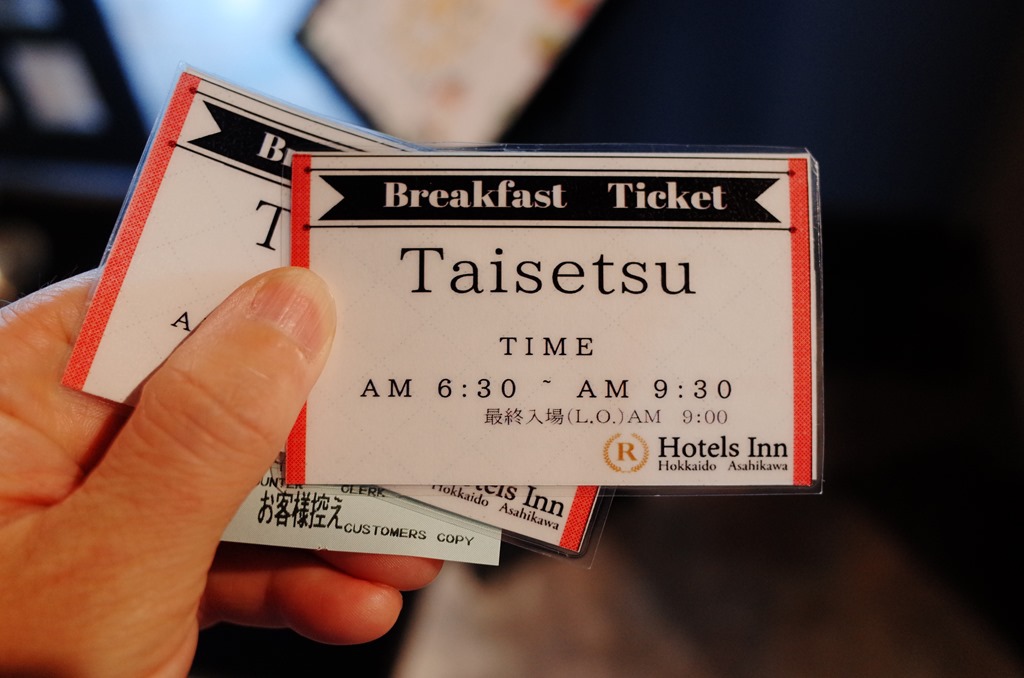 Breakfast Ticket
Taisetsu
TIME
AM 6:30 ~ AM 9:30
最終入場(L.O.)AM 9:00
R
Hotels Inn
Hokkaido Asahikawa
Inn
Hokkaido Asahikawa
CLERK
お客様控え CUSTOMERS COPY